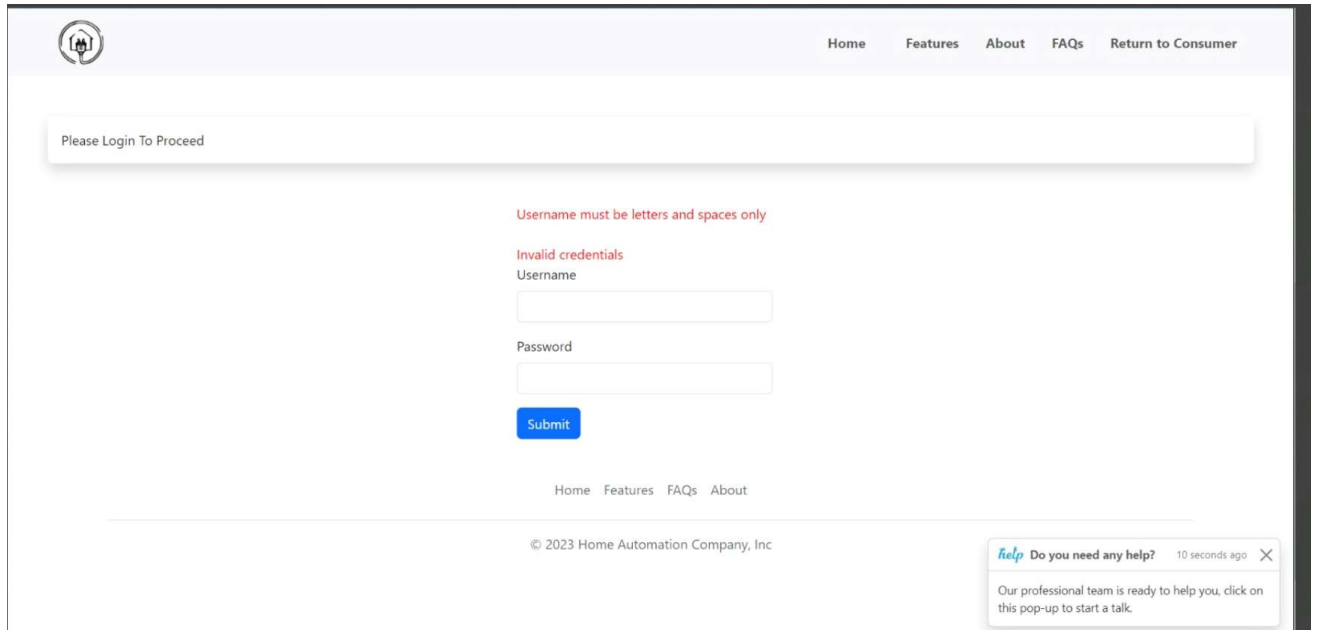 Home Features About FAQs Return to Consumer
Please Login To Proceed
Username must be letters and spaces only
Invalid credentials
Username
Password
Submit
Home Features FAQs About
© 2023 Home Automation Company, Inc
help Do you need any help? 10 seconds ago
Our professional team is ready to help you, click on
this pop-up to start a talk.